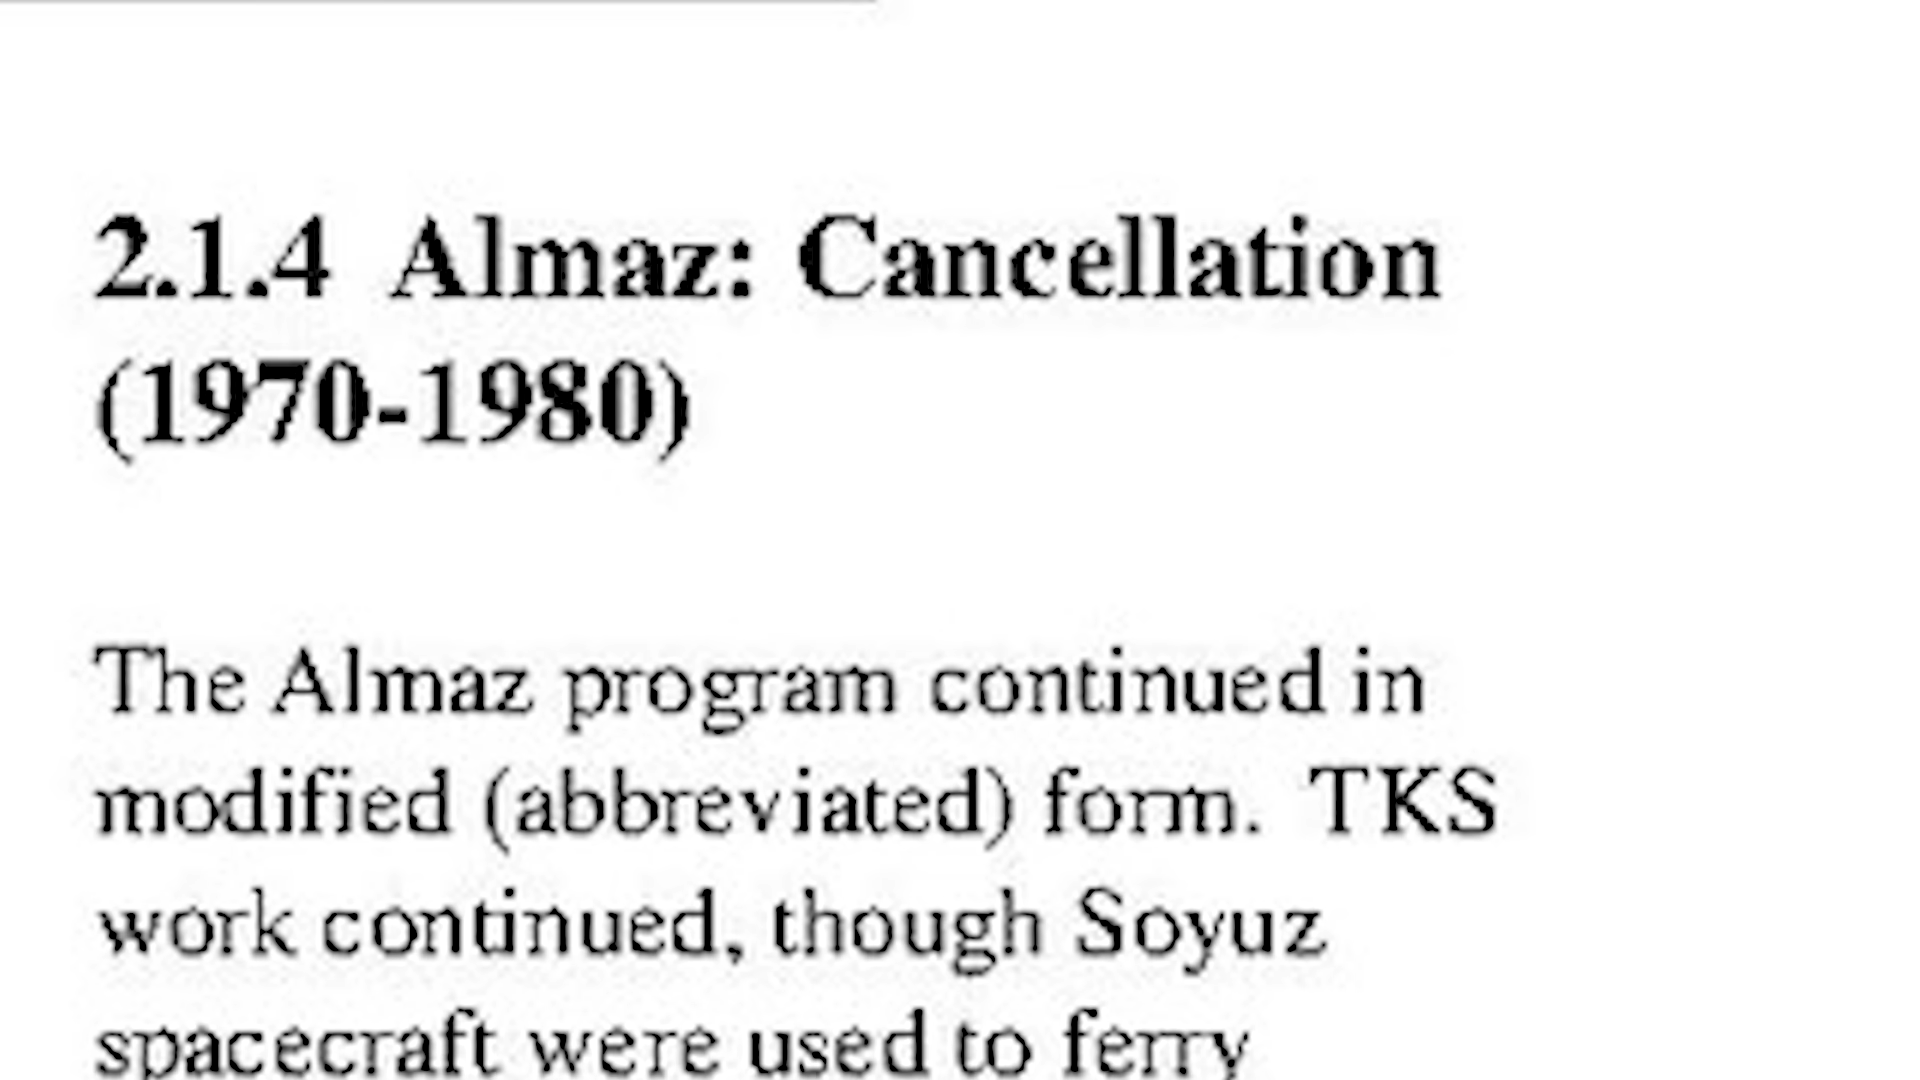 2.1.4 Almaz: Cancellation
(1970-1980)
The Almaz program continued in
modified (abbreviated) form. TKS
work continued, though Soyuz
spacecraft were used to ferry